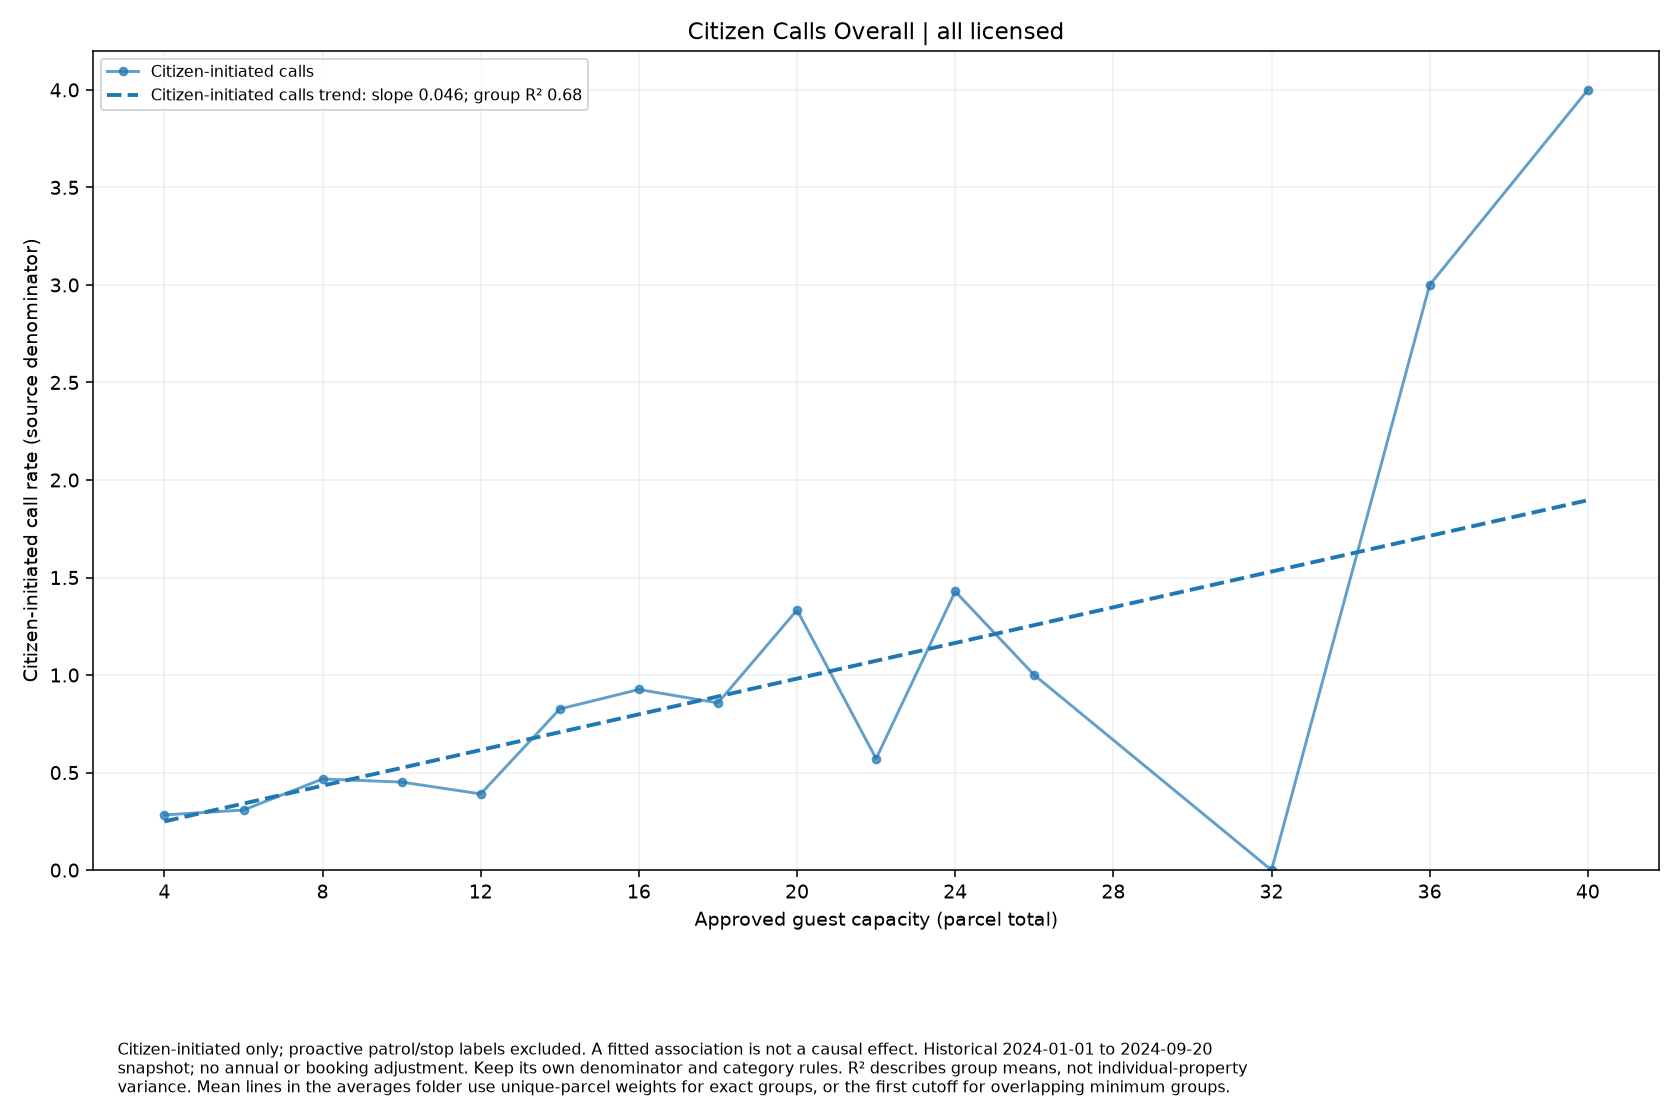 Citizen Calls Overall | all licensed
Citizen-initiated calls
Citizen-initiated calls trend: slope 0.046; group R² 0.68
Citizen-initiated call rate (source denominator)
4.0
3.5
3.0
2.5
2.0
1.5
1.0
0.5
0.0
4 8 12 16 20 24 28 32 36 40
Approved guest capacity (parcel total)
Citizen-initiated only; proactive patrol/stop labels excluded. A fitted association is not a causal effect. Historical 2024-01-01 to 2024-09-20
snapshot; no annual or booking adjustment. Keep its own denominator and category rules. R² describes group means, not individual-property
variance. Mean lines in the averages folder use unique-parcel weights for exact groups, or the first cutoff for overlapping minimum groups.